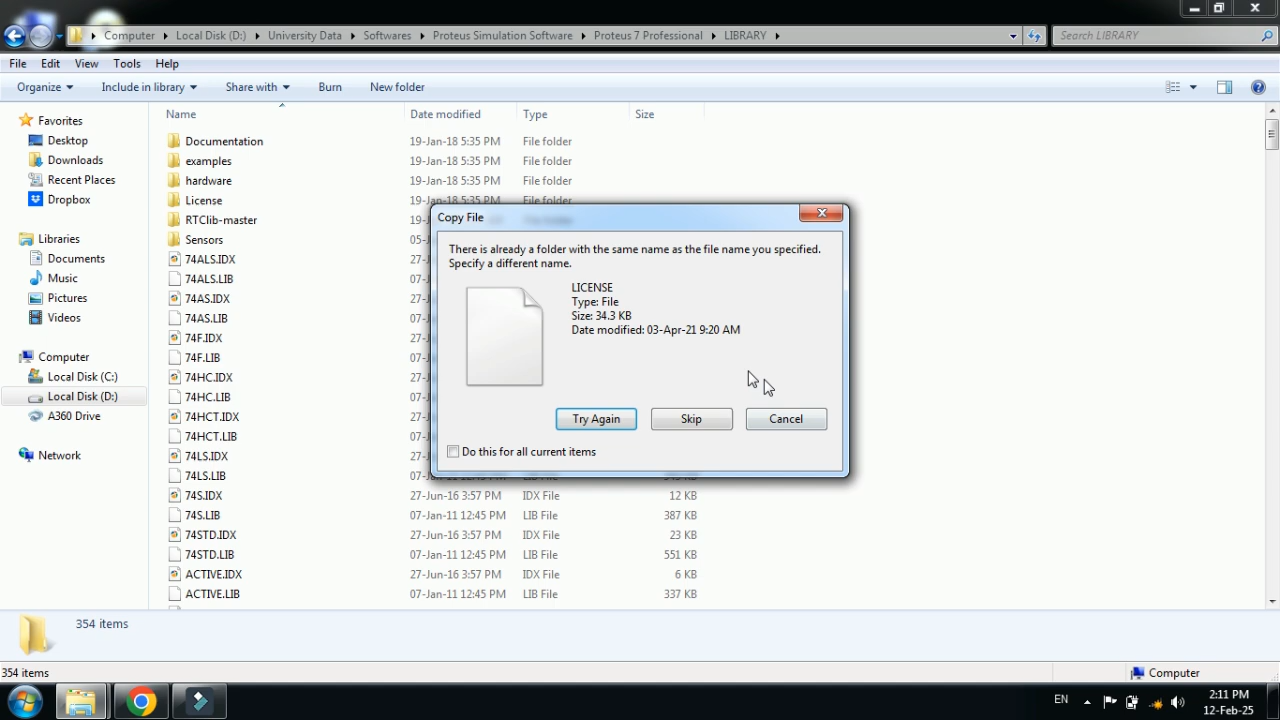 Computer Local Disk (D:) University Data Softwares Proteus Simulation Software Proteus 7 Professional LIBRARY Search LIBRARY
File Edit View Tools Help
Organize Include in library Share with Burn New folder
Name Date modified Type Size
Favorites
Desktop
Downloads
Recent Places
Dropbox
Libraries
Documents
Music
Pictures
Videos
Computer
Local Disk (C:)
Local Disk (D:)
A360 Drive
Network
Documentation 19-Jan-18 5:35 PM File folder
examples 19-Jan-18 5:35 PM File folder
hardware 19-Jan-18 5:35 PM File folder
License 19-Jan-18 5:35 PM File folder
RTClib-master
Sensors
74ALS.IDX
74ALS.LIB
74AS.IDX
74AS.LIB
74F.IDX
74F.LIB
74HC.IDX
74HC.LIB
74HCT.IDX
74HCT.LIB
74LS.IDX
74LS.LIB
74S.IDX 27-Jun-16 3:57 PM IDX File 12 KB
74S.LIB 07-Jan-11 12:45 PM LIB File 387 KB
74STD.IDX 27-Jun-16 3:57 PM IDX File 23 KB
74STD.LIB 07-Jan-11 12:45 PM LIB File 551 KB
ACTIVE.IDX 27-Jun-16 3:57 PM IDX File 6 KB
ACTIVE.LIB 07-Jan-11 12:45 PM LIB File 337 KB
Copy File
There is already a folder with the same name as the file name you specified.
Specify a different name.
LICENSE
Type: File
Size: 34.3 KB
Date modified: 03-Apr-21 9:20 AM
Try Again Skip Cancel
Do this for all current items
354 items
354 items Computer
EN 2:11 PM
12-Feb-25